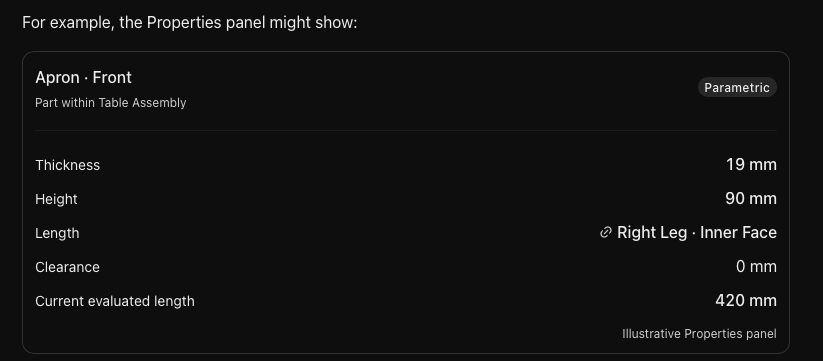 For example, the Properties panel might show:
Apron · Front
Part within Table Assembly
Parametric
Thickness 19 mm
Height 90 mm
Length Right Leg · Inner Face
Clearance 0 mm
Current evaluated length 420 mm
Illustrative Properties panel